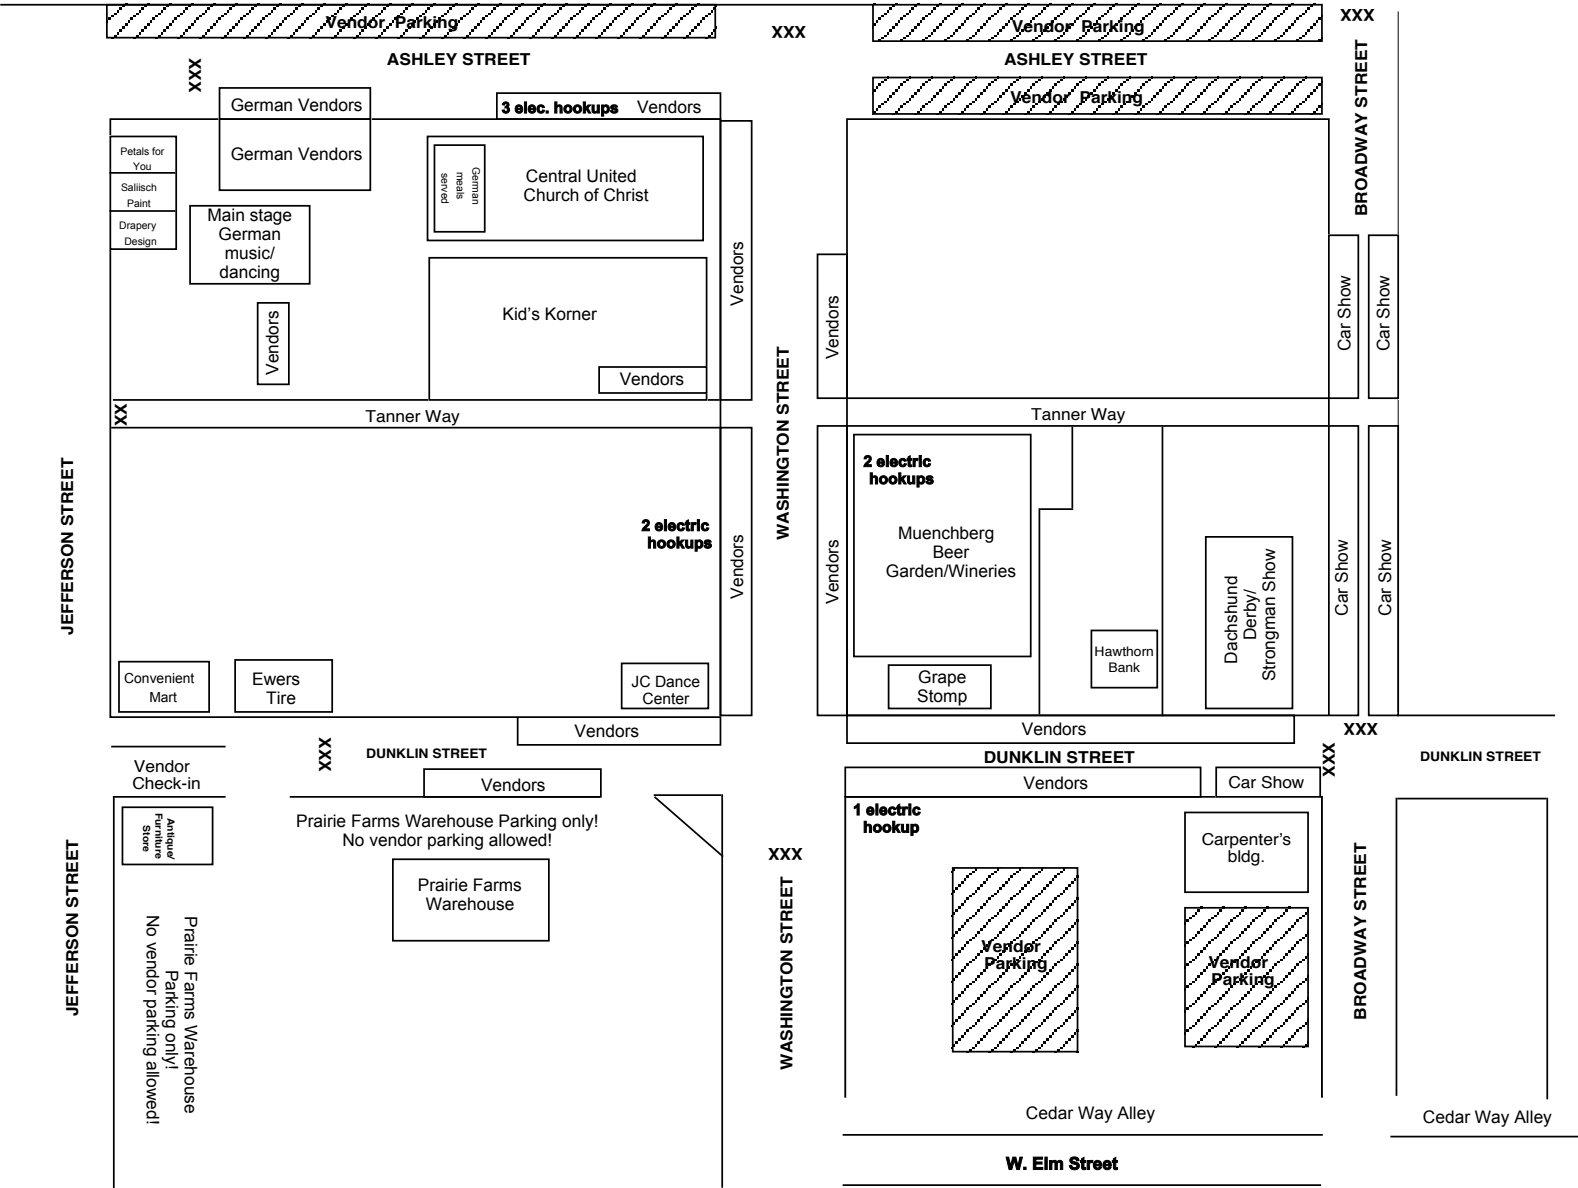 Vendor Parking
Vendor Parking
XXX
XXX
ASHLEY STREET
ASHLEY STREET
XXX
Vendor Parking
BROADWAY STREET
German Vendors
3 elec. hookups Vendors
German Vendors
Petals for
You
Saliisch
Paint
Drapery
Design
German
meals
served
Central United
Church of Christ
Main stage
German
music/
dancing
Vendors
Vendors
Car Show
Car Show
Vendors
Kid's Korner
Vendors
WASHINGTON STREET
XX
Tanner Way
Tanner Way
JEFFERSON STREET
2 electric
hookups
Vendors
Vendors
2 electric
hookups
Muenchberg
Beer
Garden/Wineries
Dachshund
Derby/
Strongman Show
Car Show
Car Show
Convenient
Mart
Ewers
Tire
JC Dance
Center
Grape
Stomp
Hawthorn
Bank
Vendors
Vendors
XXX
XXX
DUNKLIN STREET
DUNKLIN STREET
XXX
DUNKLIN STREET
Vendor
Check-in
Vendors
Vendors
Car Show
Antique/
Furniture
Store
Prairie Farms Warehouse Parking only!
No vendor parking allowed!
1 electric
hookup
Carpenter's
bldg.
XXX
JEFFERSON STREET
Prairie Farms
Warehouse
WASHINGTON STREET
BROADWAY STREET
Prairie Farms Warehouse
Parking only!
No vendor parking allowed!
Vendor
Parking
Vendor
Parking
Cedar Way Alley
Cedar Way Alley
W. Elm Street